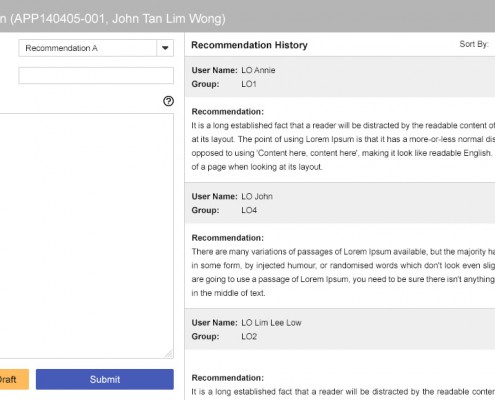 n (APP140405-001, John Tan Lim Wong)
Recommendation A
?
raft
Submit
Recommendation History
Sort By:
User Name: LO Annie
Group: LO1
Recommendation:
It is a long established fact that a reader will be distracted by the readable content of
at its layout. The point of using Lorem Ipsum is that it has a more-or-less normal dis
opposed to using 'Content here, content here', making it look like readable English.
of a page when looking at its layout.
User Name: LO John
Group: LO4
Recommendation:
There are many variations of passages of Lorem Ipsum available, but the majority ha
in some form, by injected humour, or randomised words which don't look even slig
are going to use a passage of Lorem Ipsum, you need to be sure there isn't anything
in the middle of text.
User Name: LO Lim Lee Low
Group: LO2
Recommendation:
It is a long established fact that a reader will be distracted by the readable conten